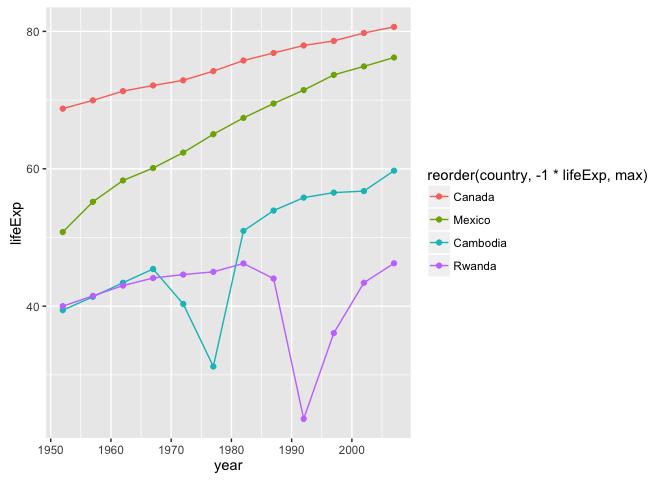 80
60
40
lifeExp
1950 1960 1970 1980 1990 2000
year
reorder(country, -1 * lifeExp, max)
Canada
Mexico
Cambodia
Rwanda